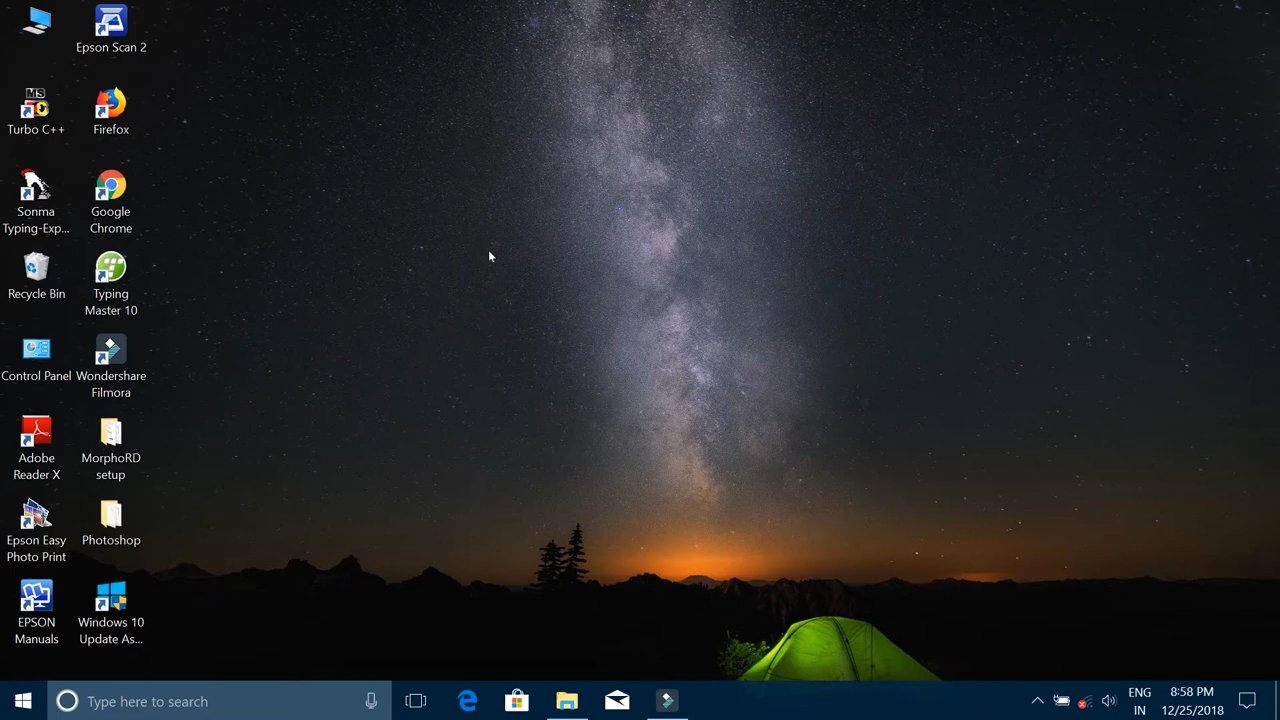 Epson Scan 2
MS
Turbo C++
Firefox
Sonma
Typing-Exp...
Google
Chrome
Recycle Bin
Typing
Master 10
Control Panel
Wondershare
Filmora
Adobe
Reader X
MorphoRD
setup
Epson Easy
Photo Print
Photoshop
EPSON
Manuals
Windows 10
Update As...
Type here to search
ENG
IN
8:58 PM
12/25/2018